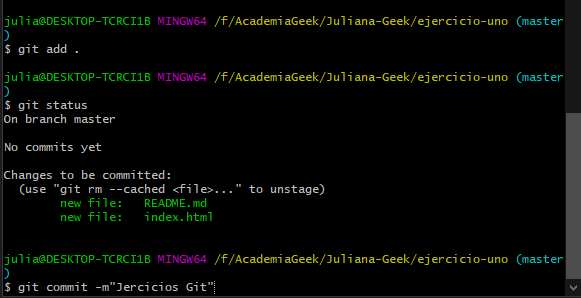 julia@DESKTOP-TCRCI1B MINGW64 /f/AcademiaGeek/Juliana-Geek/ejercicio-uno (master
)
$ git add .
julia@DESKTOP-TCRCI1B MINGW64 /f/AcademiaGeek/Juliana-Geek/ejercicio-uno (master
)
$ git status
On branch master
No commits yet
Changes to be committed:
  (use "git rm --cached <file>..." to unstage)
        new file:   README.md
        new file:   index.html
julia@DESKTOP-TCRCI1B MINGW64 /f/AcademiaGeek/Juliana-Geek/ejercicio-uno (master
)
$ git commit -m"Jercicios Git"